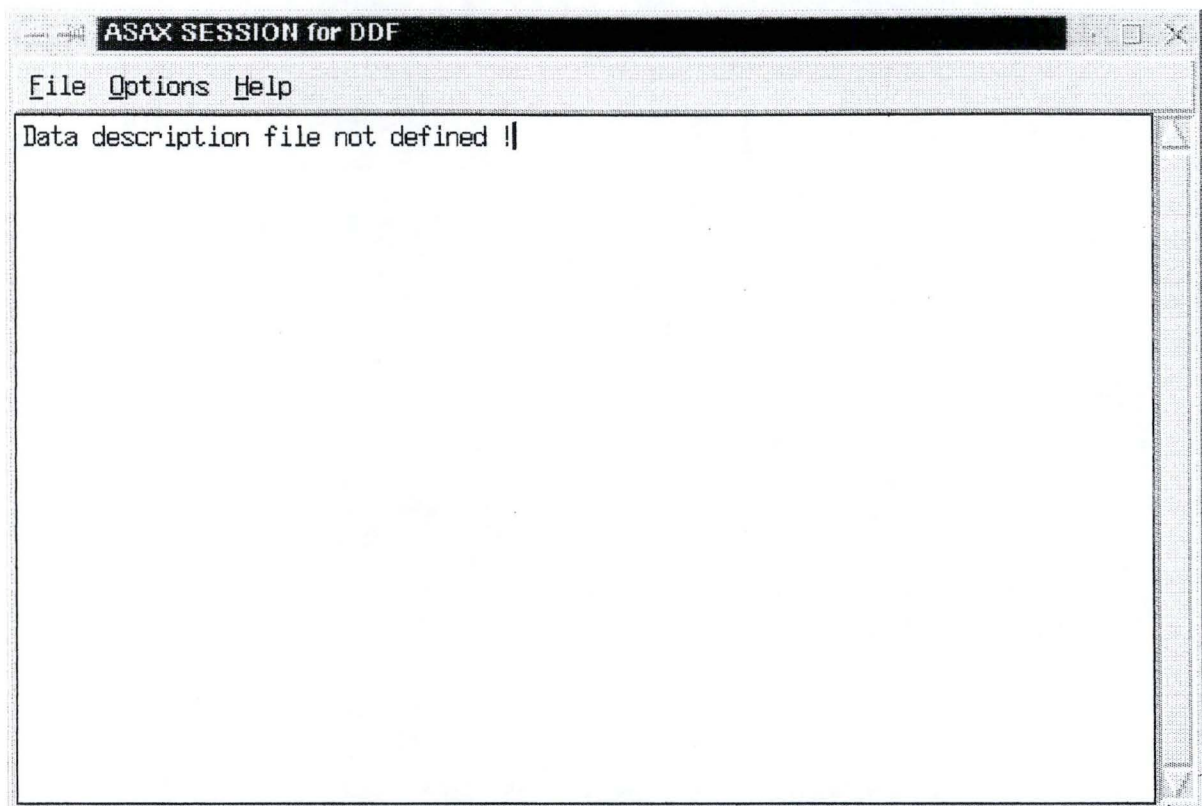 ASAX SESSION for DDF
File Options Help
Data description file not defined !